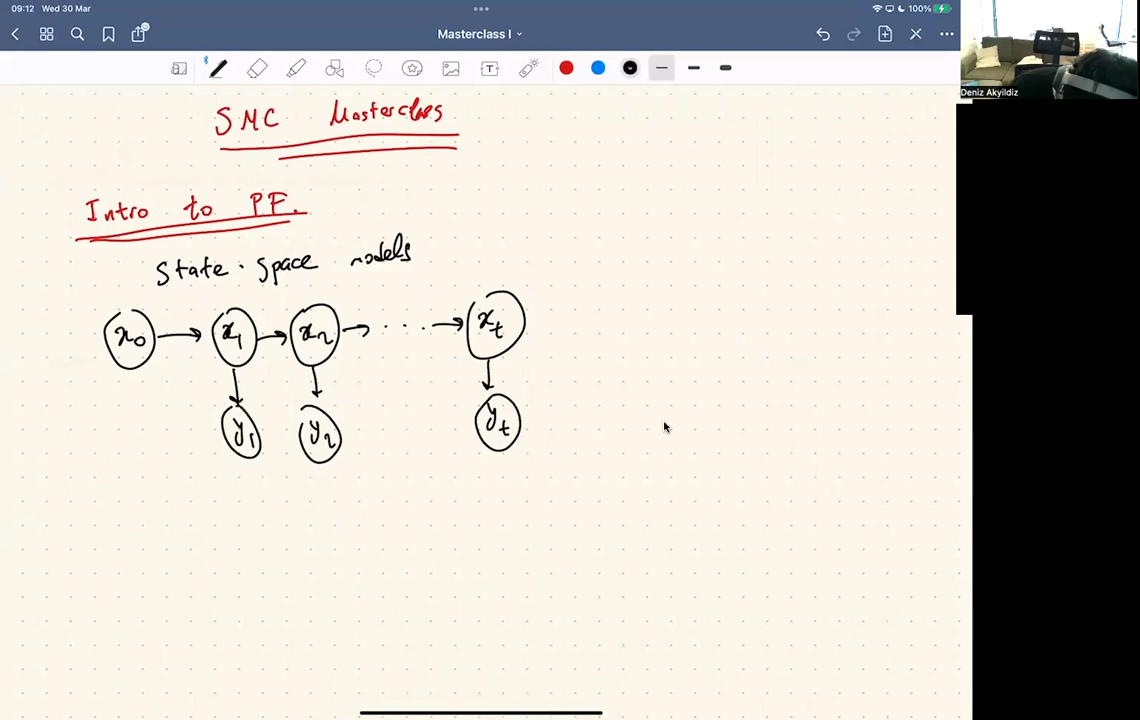 09:12 Wed 30 Mar
100%
Masterclass I
Deniz Akyildiz
SMC Masterclass
Intro to PF.
State-space models
x0 → x1 → x2 → ... → xt
y1 y2 yt